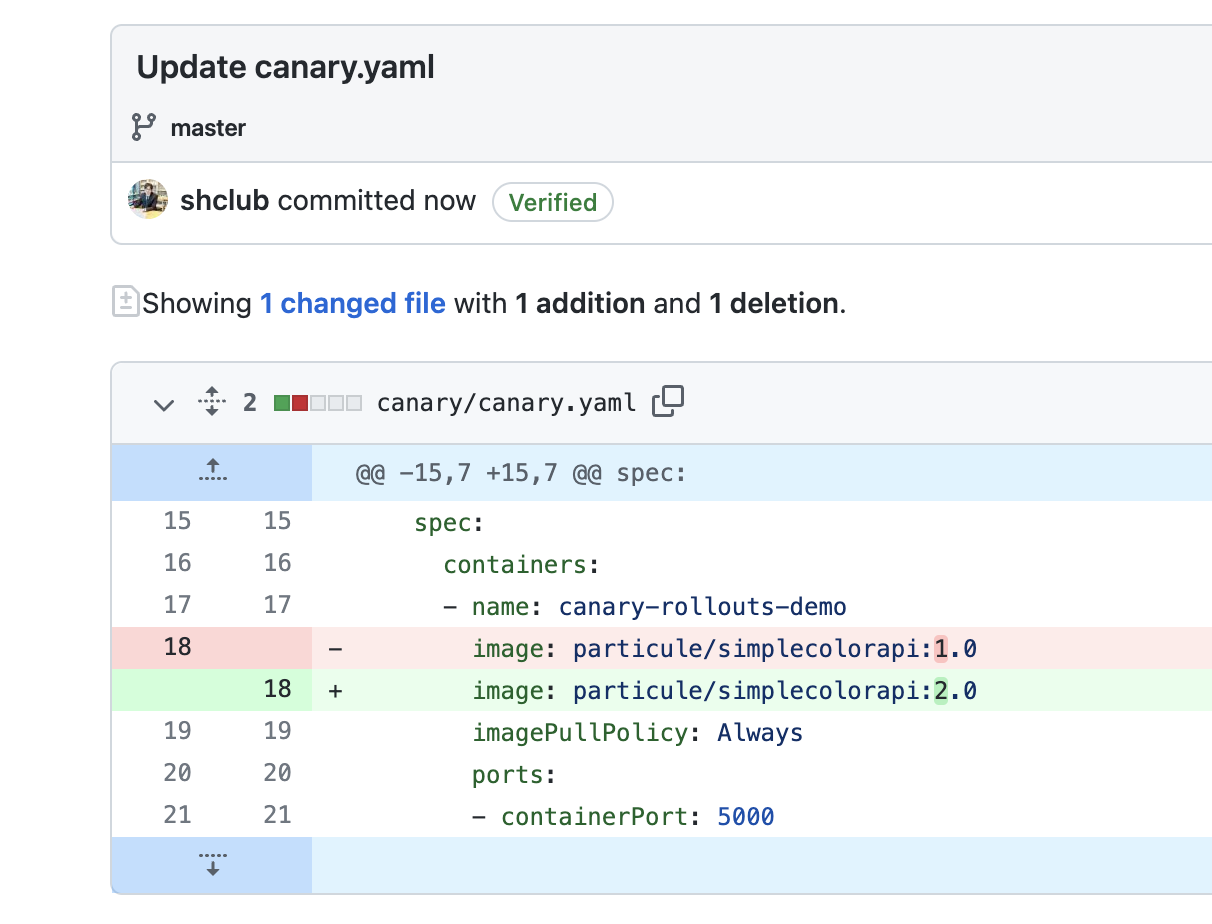 Update canary.yaml
master
shclub committed now Verified
Showing 1 changed file with 1 addition and 1 deletion.
2 canary/canary.yaml
@@ -15,7 +15,7 @@ spec:
15 15 spec:
16 16 containers:
17 17 - name: canary-rollouts-demo
18 - image: particule/simplecolorapi:1.0
18 + image: particule/simplecolorapi:2.0
19 19 imagePullPolicy: Always
20 20 ports:
21 21 - containerPort: 5000